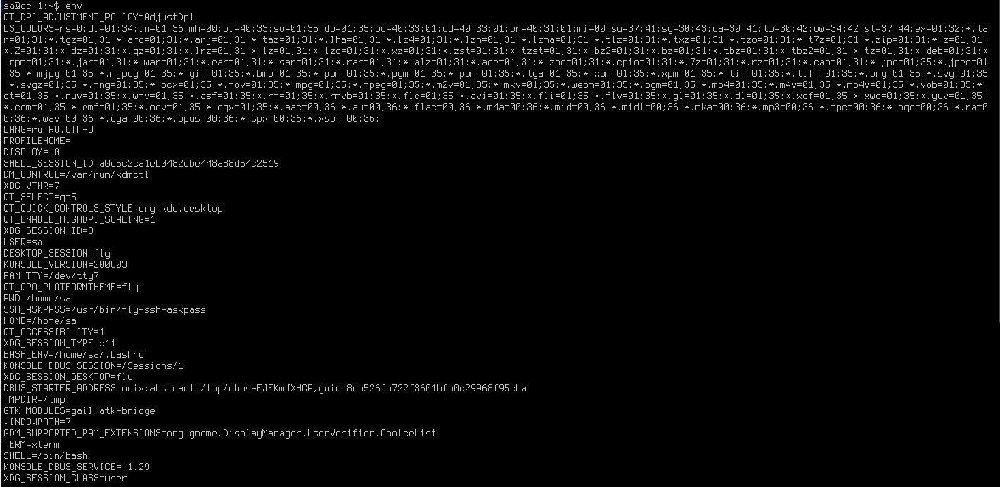 sa@dc-1:~$ env
QT_DPI_ADJUSTMENT_POLICY=AdjustDpi
LS_COLORS=rs=0:di=01;34:ln=01;36:mh=00:pi=40;33:so=01;35:do=01;35:bd=40;33;01:cd=40;33;01:or=40;31;01:mi=00:su=37;41:sg=30;43:ca=30;41:tw=30;42:ow=34;42:st=37;44:ex=01;32:*.ta
r=01;31:*.tgz=01;31:*.arc=01;31:*.arj=01;31:*.taz=01;31:*.lha=01;31:*.lz4=01;31:*.lzh=01;31:*.lzma=01;31:*.tlz=01;31:*.txz=01;31:*.tzo=01;31:*.t7z=01;31:*.zip=01;31:*.z=01;31:
*.Z=01;31:*.dz=01;31:*.gz=01;31:*.lrz=01;31:*.lz=01;31:*.lzo=01;31:*.xz=01;31:*.zst=01;31:*.tzst=01;31:*.bz2=01;31:*.bz=01;31:*.tbz=01;31:*.tbz2=01;31:*.tz=01;31:*.deb=01;31:*
.rpm=01;31:*.jar=01;31:*.war=01;31:*.ear=01;31:*.sar=01;31:*.rar=01;31:*.alz=01;31:*.ace=01;31:*.zoo=01;31:*.cpio=01;31:*.7z=01;31:*.rz=01;31:*.cab=01;31:*.jpg=01;35:*.jpeg=01
;35:*.mjpg=01;35:*.mjpeg=01;35:*.gif=01;35:*.bmp=01;35:*.pbm=01;35:*.pgm=01;35:*.ppm=01;35:*.tga=01;35:*.xbm=01;35:*.xpm=01;35:*.tif=01;35:*.tiff=01;35:*.png=01;35:*.svg=01;35
:*.svgz=01;35:*.mng=01;35:*.pcx=01;35:*.mov=01;35:*.mpg=01;35:*.mpeg=01;35:*.m2v=01;35:*.mkv=01;35:*.webm=01;35:*.ogm=01;35:*.mp4=01;35:*.m4v=01;35:*.mp4v=01;35:*.vob=01;35:*.
qt=01;35:*.nuv=01;35:*.wmv=01;35:*.asf=01;35:*.rm=01;35:*.rmvb=01;35:*.flc=01;35:*.avi=01;35:*.fli=01;35:*.flv=01;35:*.gl=01;35:*.dl=01;35:*.xcf=01;35:*.xwd=01;35:*.yuv=01;35:
*.cgm=01;35:*.emf=01;35:*.ogv=01;35:*.ogx=01;35:*.aac=00;36:*.au=00;36:*.flac=00;36:*.m4a=00;36:*.mid=00;36:*.midi=00;36:*.mka=00;36:*.mp3=00;36:*.mpc=00;36:*.ogg=00;36:*.ra=0
0;36:*.wav=00;36:*.oga=00;36:*.opus=00;36:*.spx=00;36:*.xspf=00;36:
LANG=ru_RU.UTF-8
PROFILEHOME=
DISPLAY=:0
SHELL_SESSION_ID=a0e5c2ca1eb0482ebe448a88d54c2519
DM_CONTROL=/var/run/xdmctl
XDG_VTNR=7
QT_SELECT=qt5
QT_QUICK_CONTROLS_STYLE=org.kde.desktop
QT_ENABLE_HIGHDPI_SCALING=1
XDG_SESSION_ID=3
USER=sa
DESKTOP_SESSION=fly
KONSOLE_VERSION=200803
PAM_TTY=/dev/tty7
QT_QPA_PLATFORMTHEME=fly
PWD=/home/sa
SSH_ASKPASS=/usr/bin/fly-ssh-askpass
HOME=/home/sa
QT_ACCESSIBILITY=1
XDG_SESSION_TYPE=x11
BASH_ENV=/home/sa/.bashrc
KONSOLE_DBUS_SESSION=/Sessions/1
XDG_SESSION_DESKTOP=fly
DBUS_STARTER_ADDRESS=unix:abstract=/tmp/dbus-FJEKmJXHCP,guid=8eb526fb722f3601bfb0c29968f95cba
TMPDIR=/tmp
GTK_MODULES=gail:atk-bridge
WINDOWPATH=7
GDM_SUPPORTED_PAM_EXTENSIONS=org.gnome.DisplayManager.UserVerifier.ChoiceList
TERM=xterm
SHELL=/bin/bash
KONSOLE_DBUS_SERVICE=:1.29
XDG_SESSION_CLASS=user